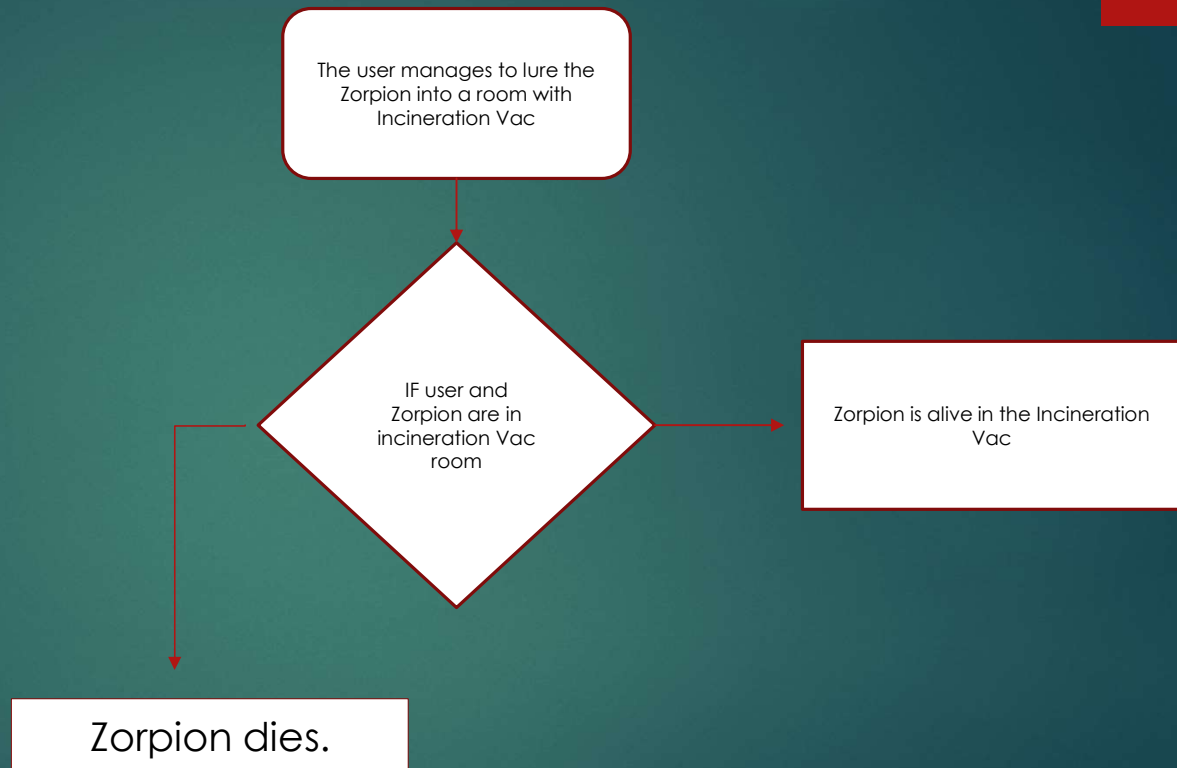 The user manages to lure the
Zorpion into a room with
Incineration Vac
IF user and
Zorpion are in
incineration Vac
room
Zorpion is alive in the Incineration
Vac
Zorpion dies.